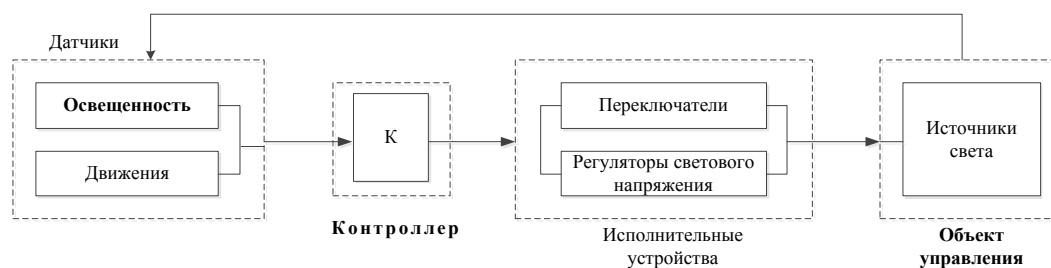 Датчики
Освещенность
Движения
К
Контроллер
Переключатели
Регуляторы светового
напряжения
Исполнительные
устройства
Источники
света
Объект
управления